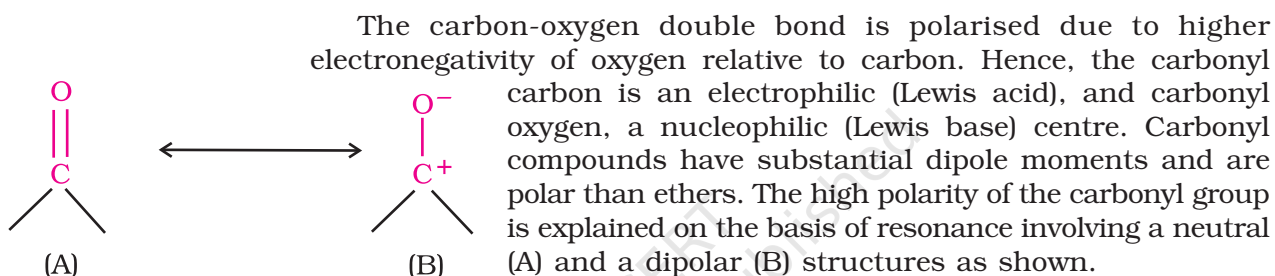 The carbon-oxygen double bond is polarised due to higher
electronegativity of oxygen relative to carbon. Hence, the carbonyl
carbon is an electrophilic (Lewis acid), and carbonyl
oxygen, a nucleophilic (Lewis base) centre. Carbonyl
compounds have substantial dipole moments and are
polar than ethers. The high polarity of the carbonyl group
is explained on the basis of resonance involving a neutral
(A) and a dipolar (B) structures as shown.
O
C
(A)
O−
C+
(B)